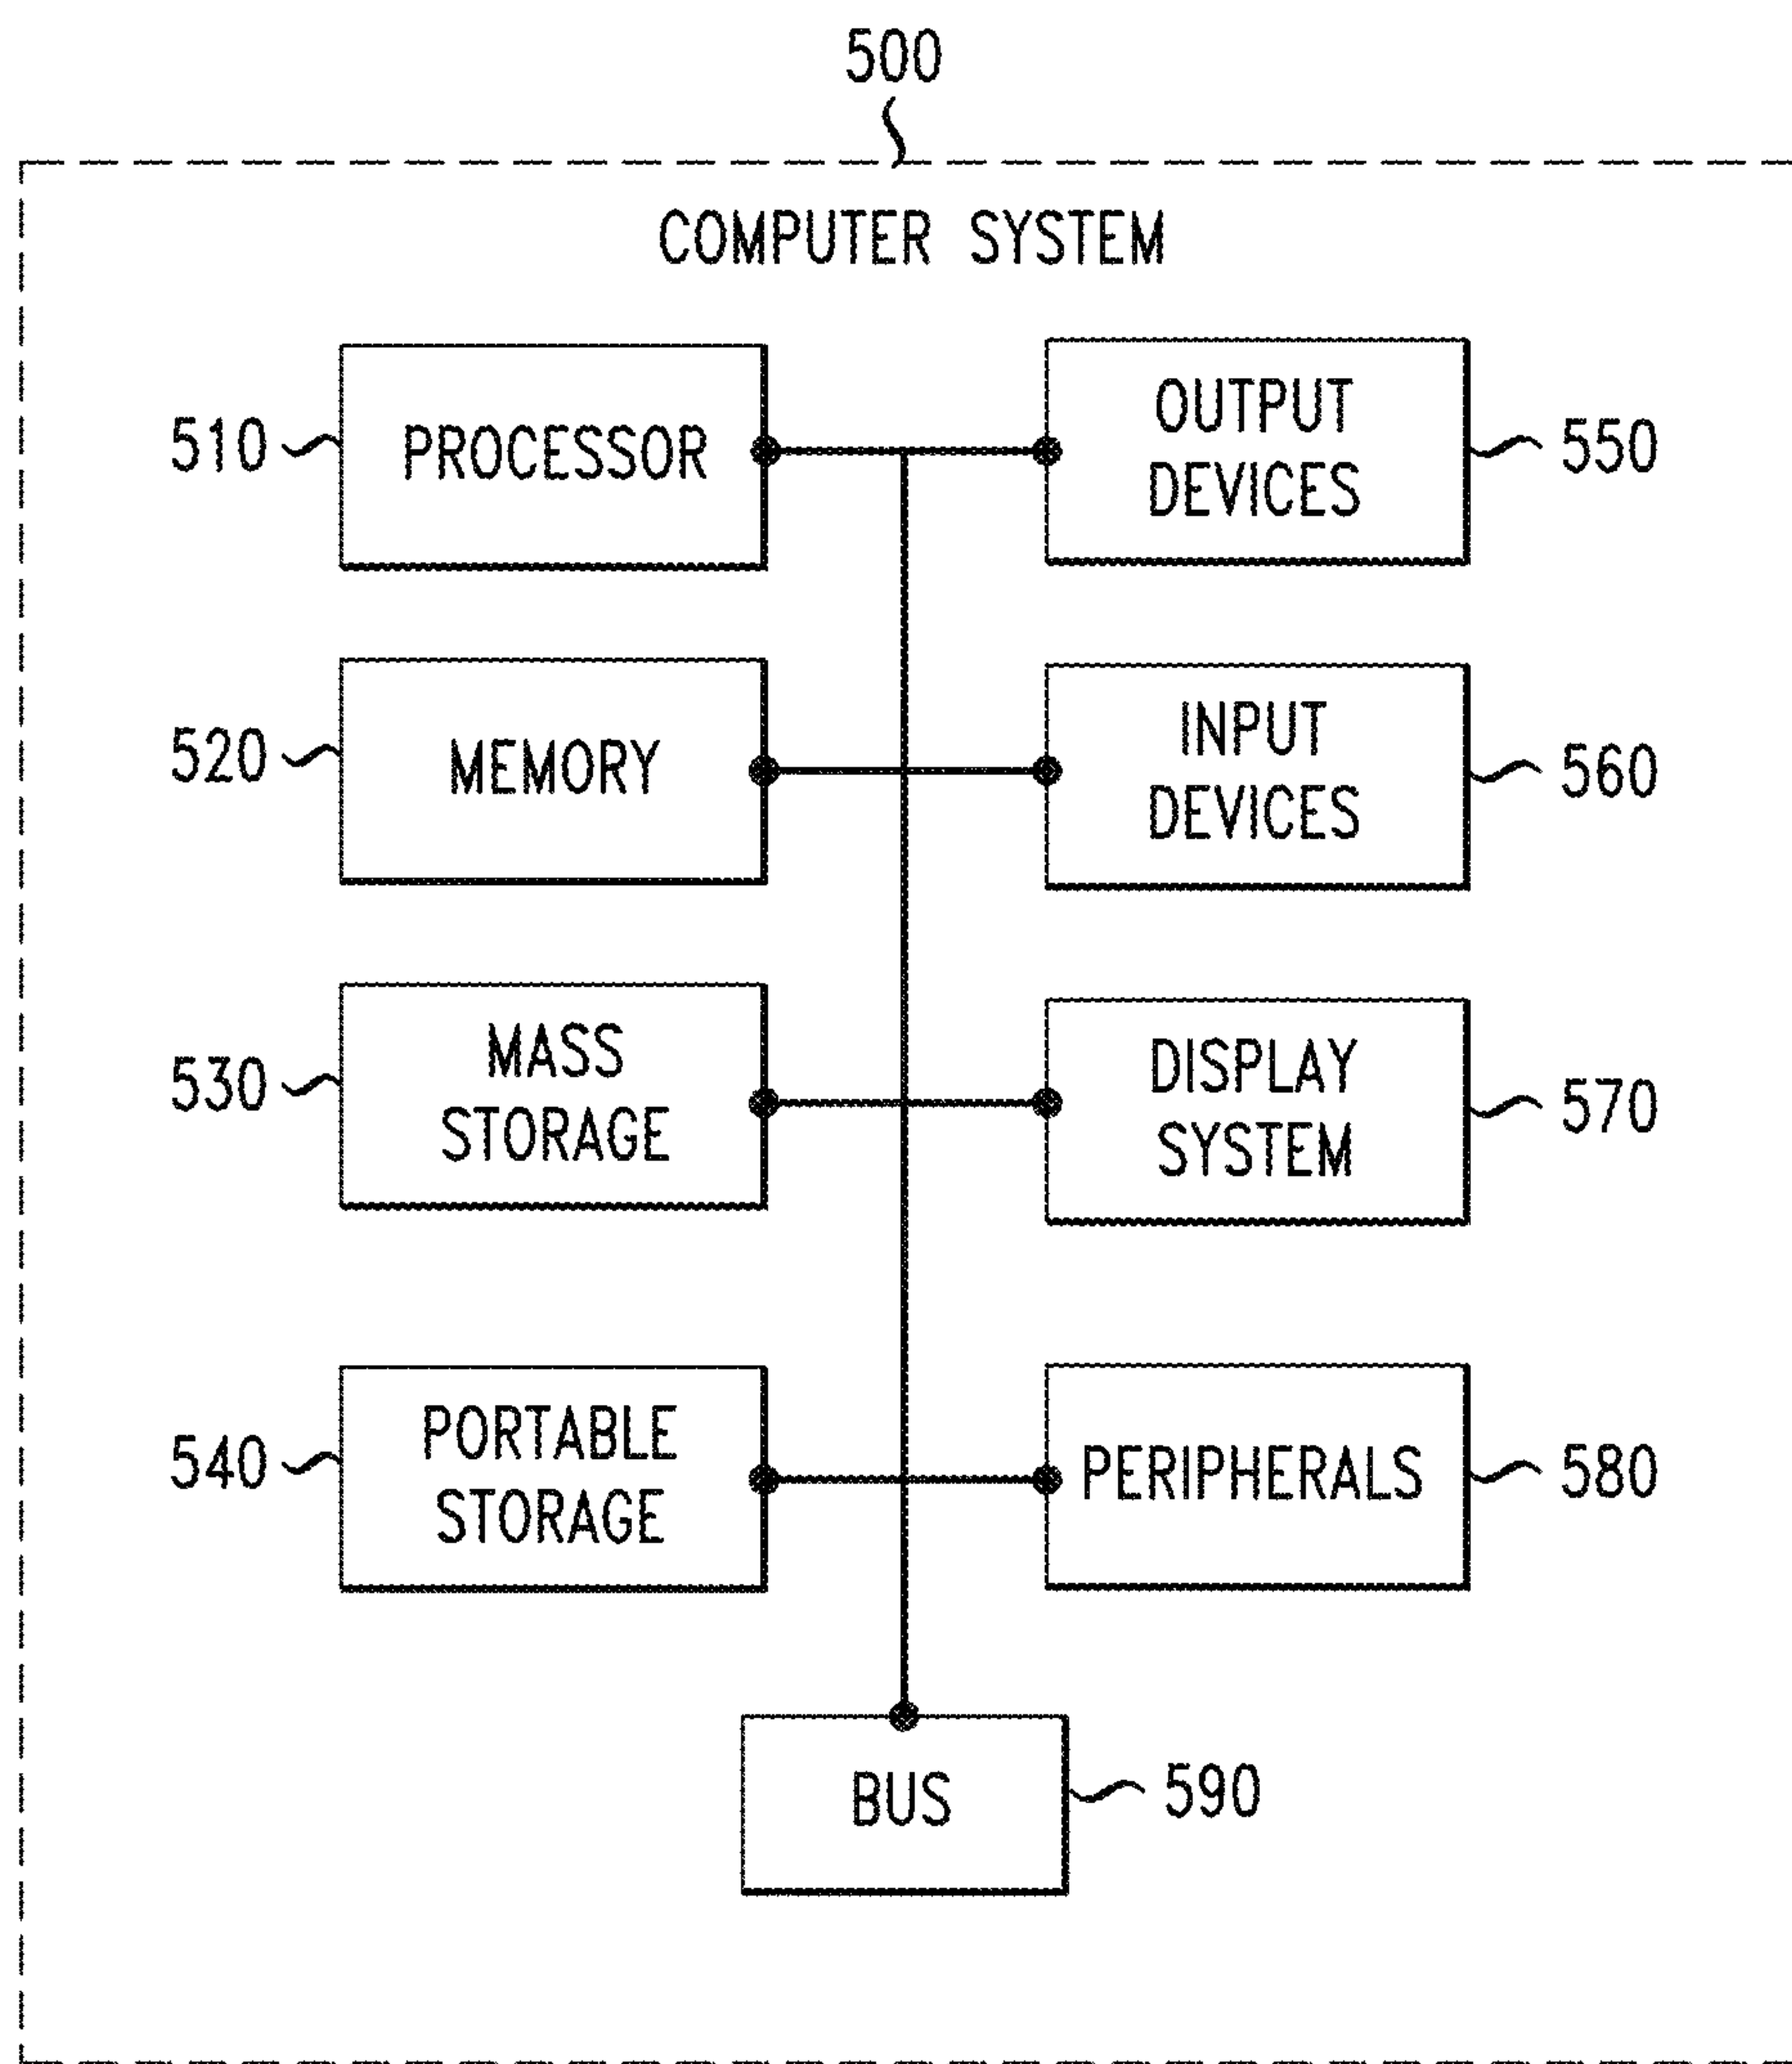 500
COMPUTER SYSTEM
510
PROCESSOR
OUTPUT
DEVICES
550
520
MEMORY
INPUT
DEVICES
560
530
MASS
STORAGE
DISPLAY
SYSTEM
570
540
PORTABLE
STORAGE
PERIPHERALS
580
BUS
590